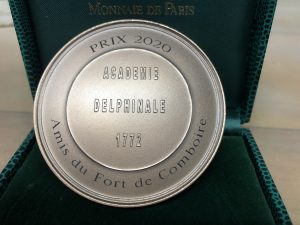 MONNAIE DE PARIS
PRIX 2020
ACADEMIE
DELPHINALE
1772
Amis du Fort de Comboire